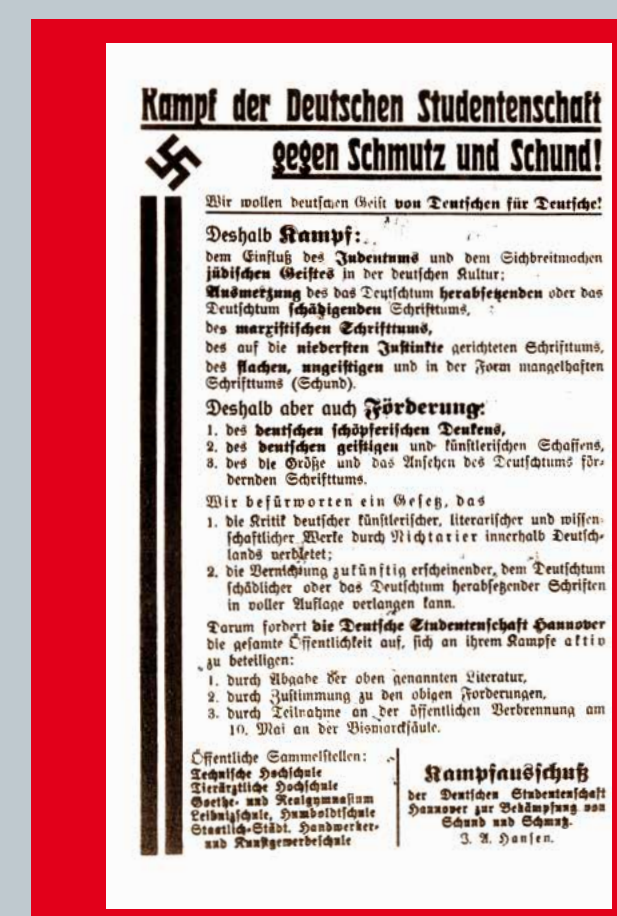 Kampf der Deutschen Studentenschaft
gegen Schmutz und Schund!
Wir wollen deutschen Geist von Deutschen für Deutsche!
Deshalb Kampf:
dem Einfluß des Judentums und dem Sichbreitmachen
jüdischen Geistes in der deutschen Kultur;
Ausmerzung des das Deutschtum herabsetzenden oder das
Deutschtum schädigenden Schrifttums,
des marxistischen Schrifttums,
des auf die niedersten Instinkte gerichteten Schrifttums,
des flachen, ungeistigen und in der Form mangelhaften
Schrifttums (Schund).
Deshalb aber auch Förderung:
1. des deutschen schöpferischen Denkens,
2. des deutschen geistigen und künstlerischen Schaffens,
3. des die Größe und das Ansehen des Deutschtums för-
dernden Schrifttums.
Wir befürworten ein Gesetz, das
1. die Kritik deutscher künstlerischer, literarischer und wissen-
schaftlicher Werke durch Nichtarier innerhalb Deutsch-
lands verbietet;
2. die Vernichtung zukünftig erscheinender, dem Deutschtum
schädlicher oder das Deutschtum herabsetzender Schriften
in voller Auflage verlangen kann.
Darum fordert die Deutsche Studentenschaft Hannover
die gesamte Öffentlichkeit auf, sich an ihrem Kampfe aktiv
zu beteiligen:
1. durch Abgabe der oben genannten Literatur,
2. durch Zustimmung zu den obigen Forderungen,
3. durch Teilnahme an der öffentlichen Verbrennung am
10. Mai an der Bismarcksäule.
Öffentliche Sammelstellen:
Technische Hochschule
Tierärztliche Hochschule
Goethe- und Realgymnasium
Leibnizschule, Humboldtschule
Staatlich-Städt. Handwerker-
und Kunstgewerbeschule
Kampfausschuß
der Deutschen Studentenschaft
Hannover zur Bekämpfung von
Schund und Schmutz.
J. A. Hansen.